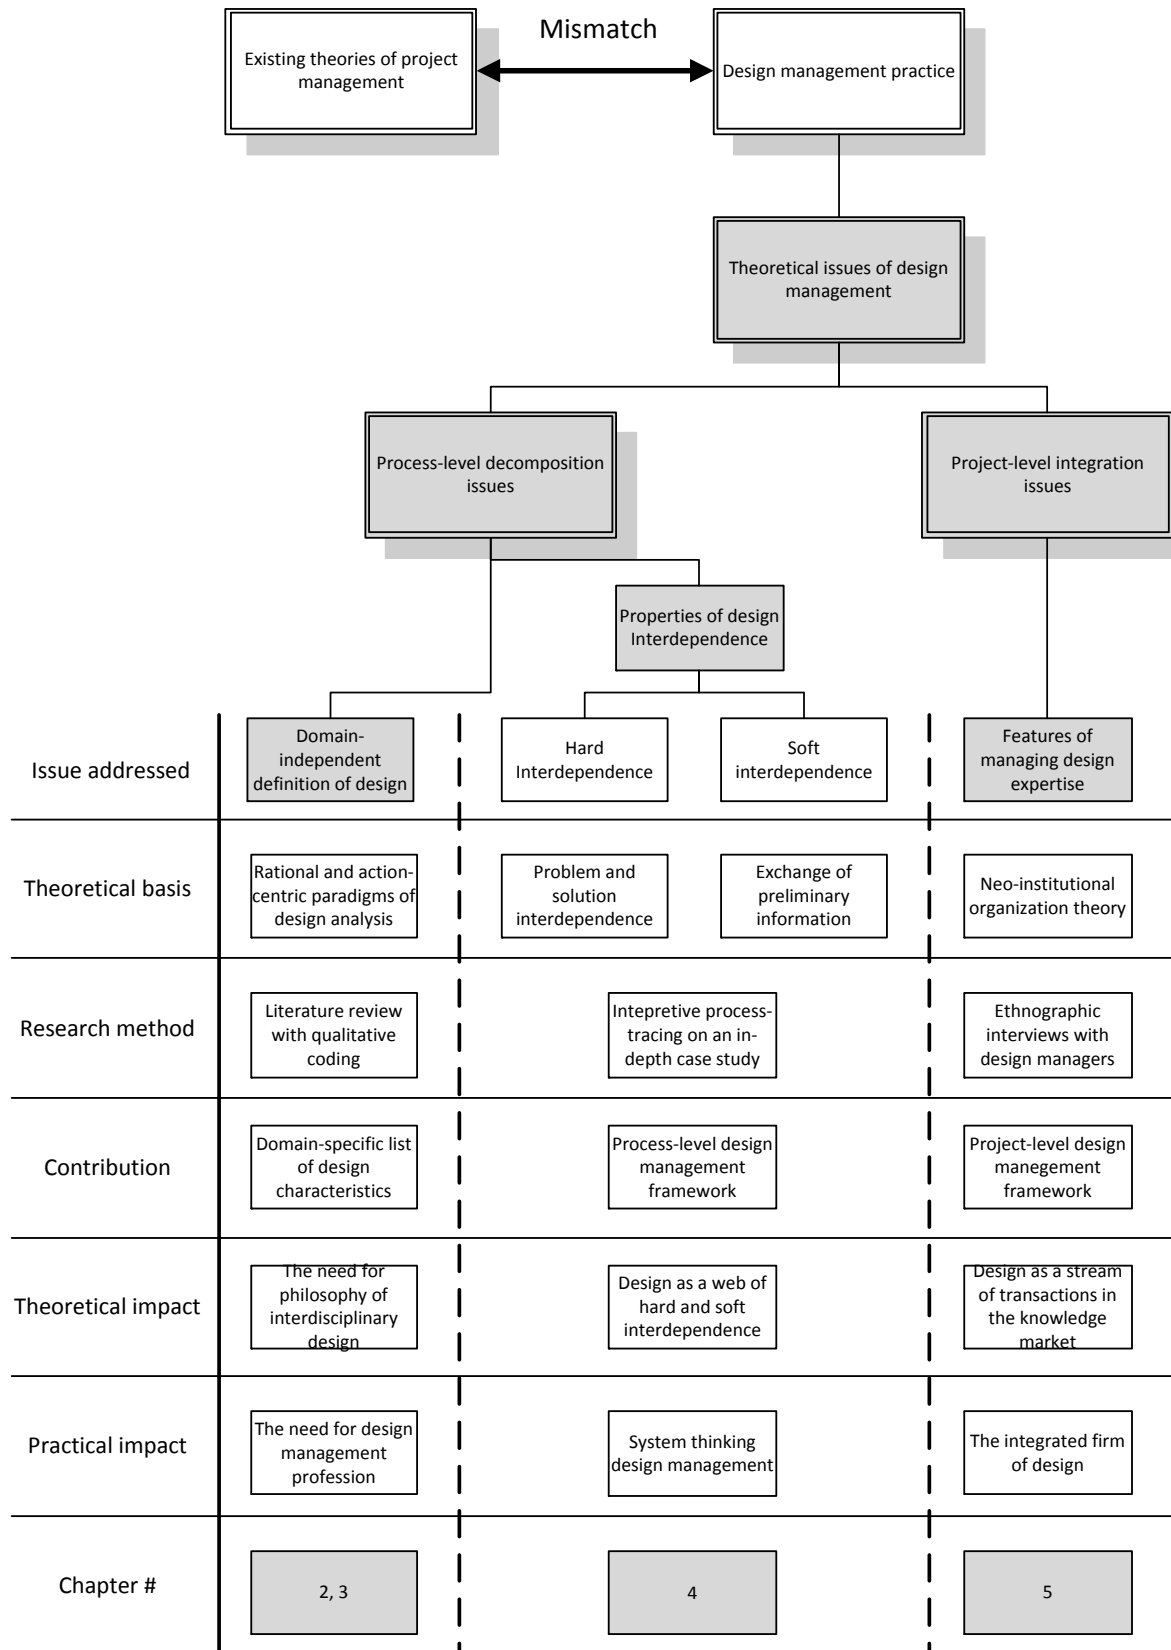 Mismatch
Existing theories of project
management
Design management practice
Theoretical issues of design
management
Process-level decomposition
issues
Project-level integration
issues
Properties of design
Interdependence
Issue addressed
Domain-
independent
definition of design
Hard
Interdependence
Soft
interdependence
Features of
managing design
expertise
Theoretical basis
Rational and action-
centric paradigms of
design analysis
Problem and
solution
interdependence
Exchange of
preliminary
information
Neo-institutional
organization theory
Research method
Literature review
with qualitative
coding
Intepretive process-
tracing on an in-
depth case study
Ethnographic
interviews with
design managers
Contribution
Domain-specific list
of design
characteristics
Process-level design
management
framework
Project-level design
manegement
framework
Theoretical impact
The need for
philosophy of
interdisciplinary
design
Design as a web of
hard and soft
interdependence
Design as a stream
of transactions in
the knowledge
market
Practical impact
The need for design
management
profession
System thinking
design management
The integrated firm
of design
Chapter #
2, 3
4
5